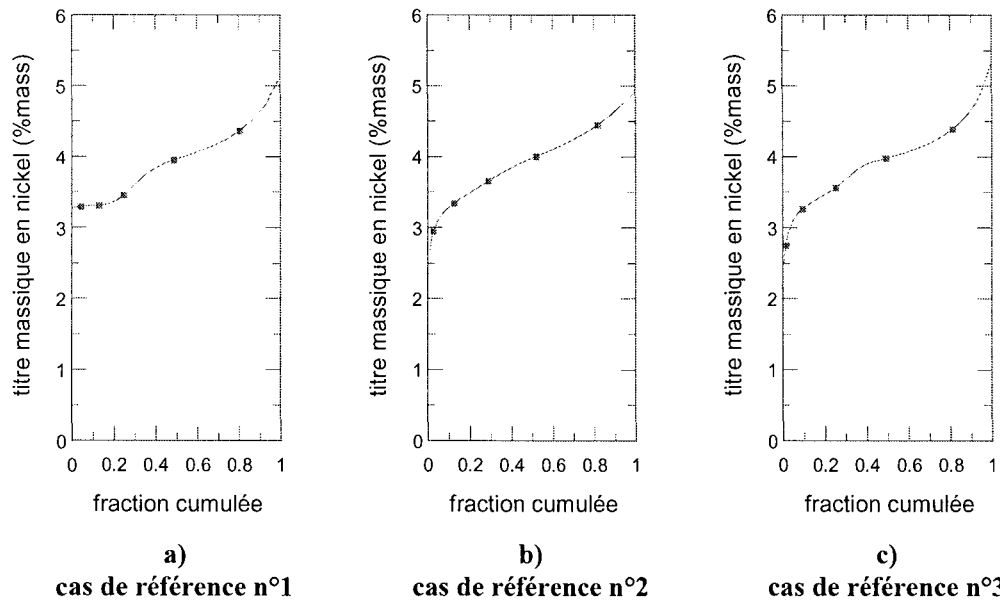 titre massique en nickel (%mass)
6
5
4
3
2
1
0
0 0.2 0.4 0.6 0.8 1
fraction cumulée
a)
cas de référence n°1
titre massique en nickel (%mass)
6
5
4
3
2
1
0
0 0.2 0.4 0.6 0.8 1
fraction cumulée
b)
cas de référence n°2
titre massique en nickel (%mass)
6
5
4
3
2
1
0
0 0.2 0.4 0.6 0.8 1
fraction cumulée
c)
cas de référence n°3